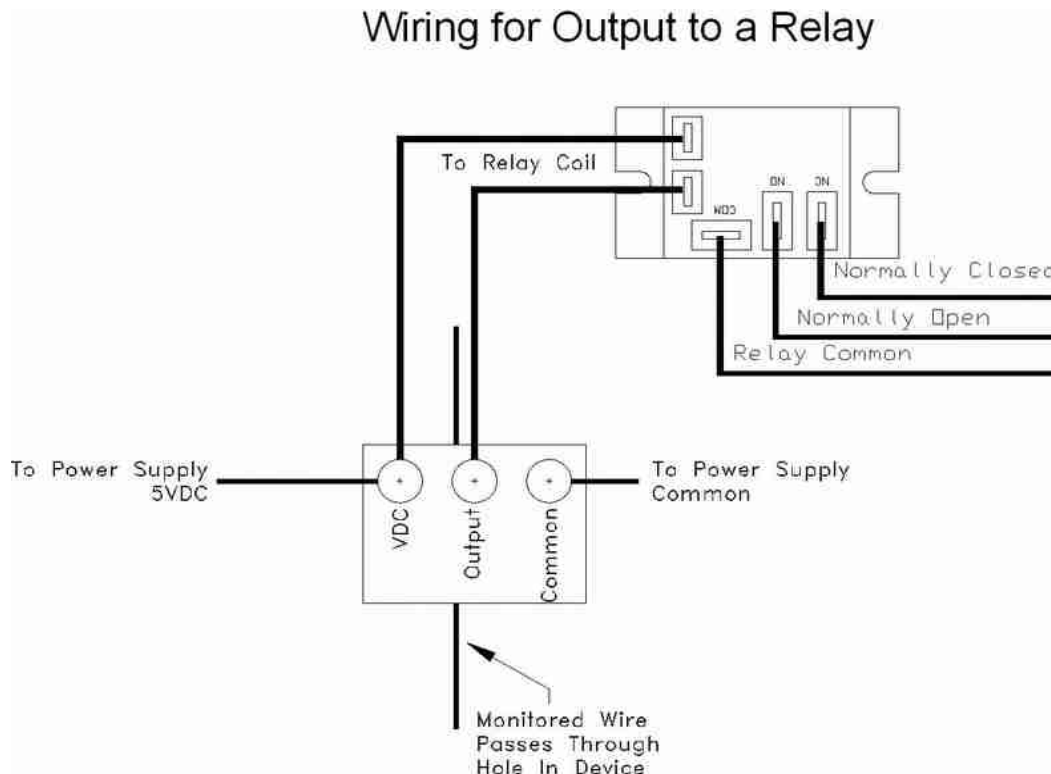 Wiring for Output to a Relay
To Relay Coil
COM
NO
NC
Normally Closed
Normally Open
Relay Common
To Power Supply
5VDC
To Power Supply
Common
VDC
Output
Common
Monitored Wire
Passes Through
Hole In Device